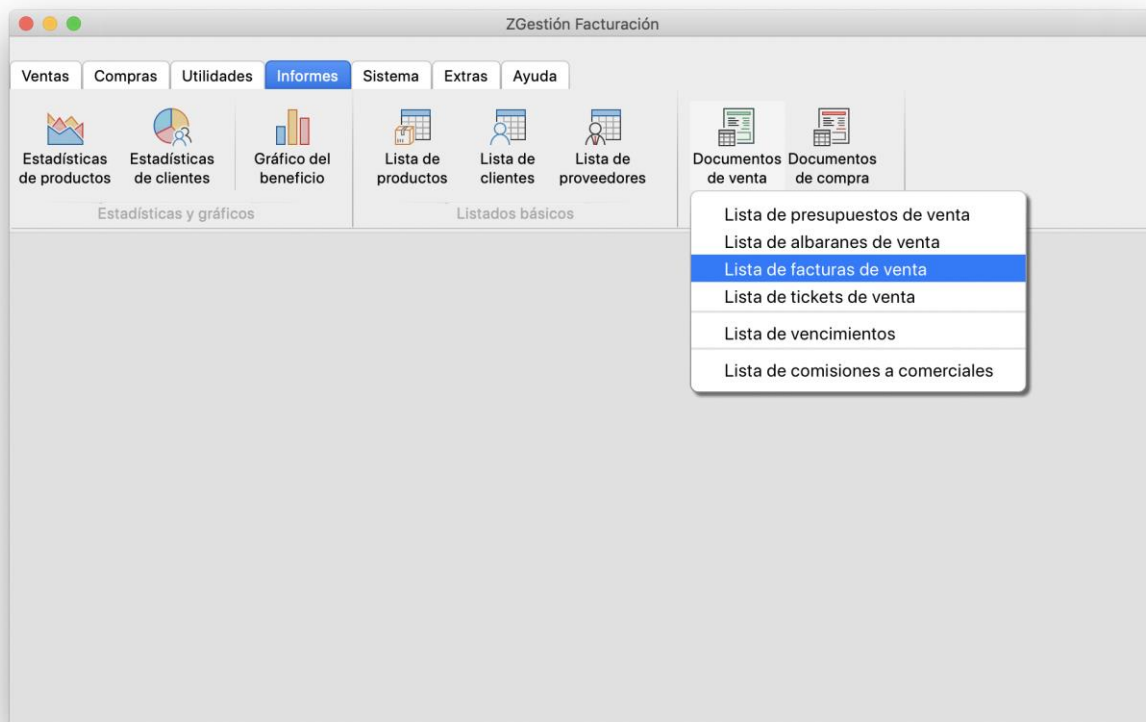 ZGestión Facturación
Ventas
Compras
Utilidades
Informes
Sistema
Extras
Ayuda
Estadísticas
de productos
Estadísticas
de clientes
Gráfico del
beneficio
Estadísticas y gráficos
Lista de
productos
Lista de
clientes
Lista de
proveedores
Listados básicos
Documentos
de venta
Documentos
de compra
Lista de presupuestos de venta
Lista de albaranes de venta
Lista de facturas de venta
Lista de tickets de venta
Lista de vencimientos
Lista de comisiones a comerciales